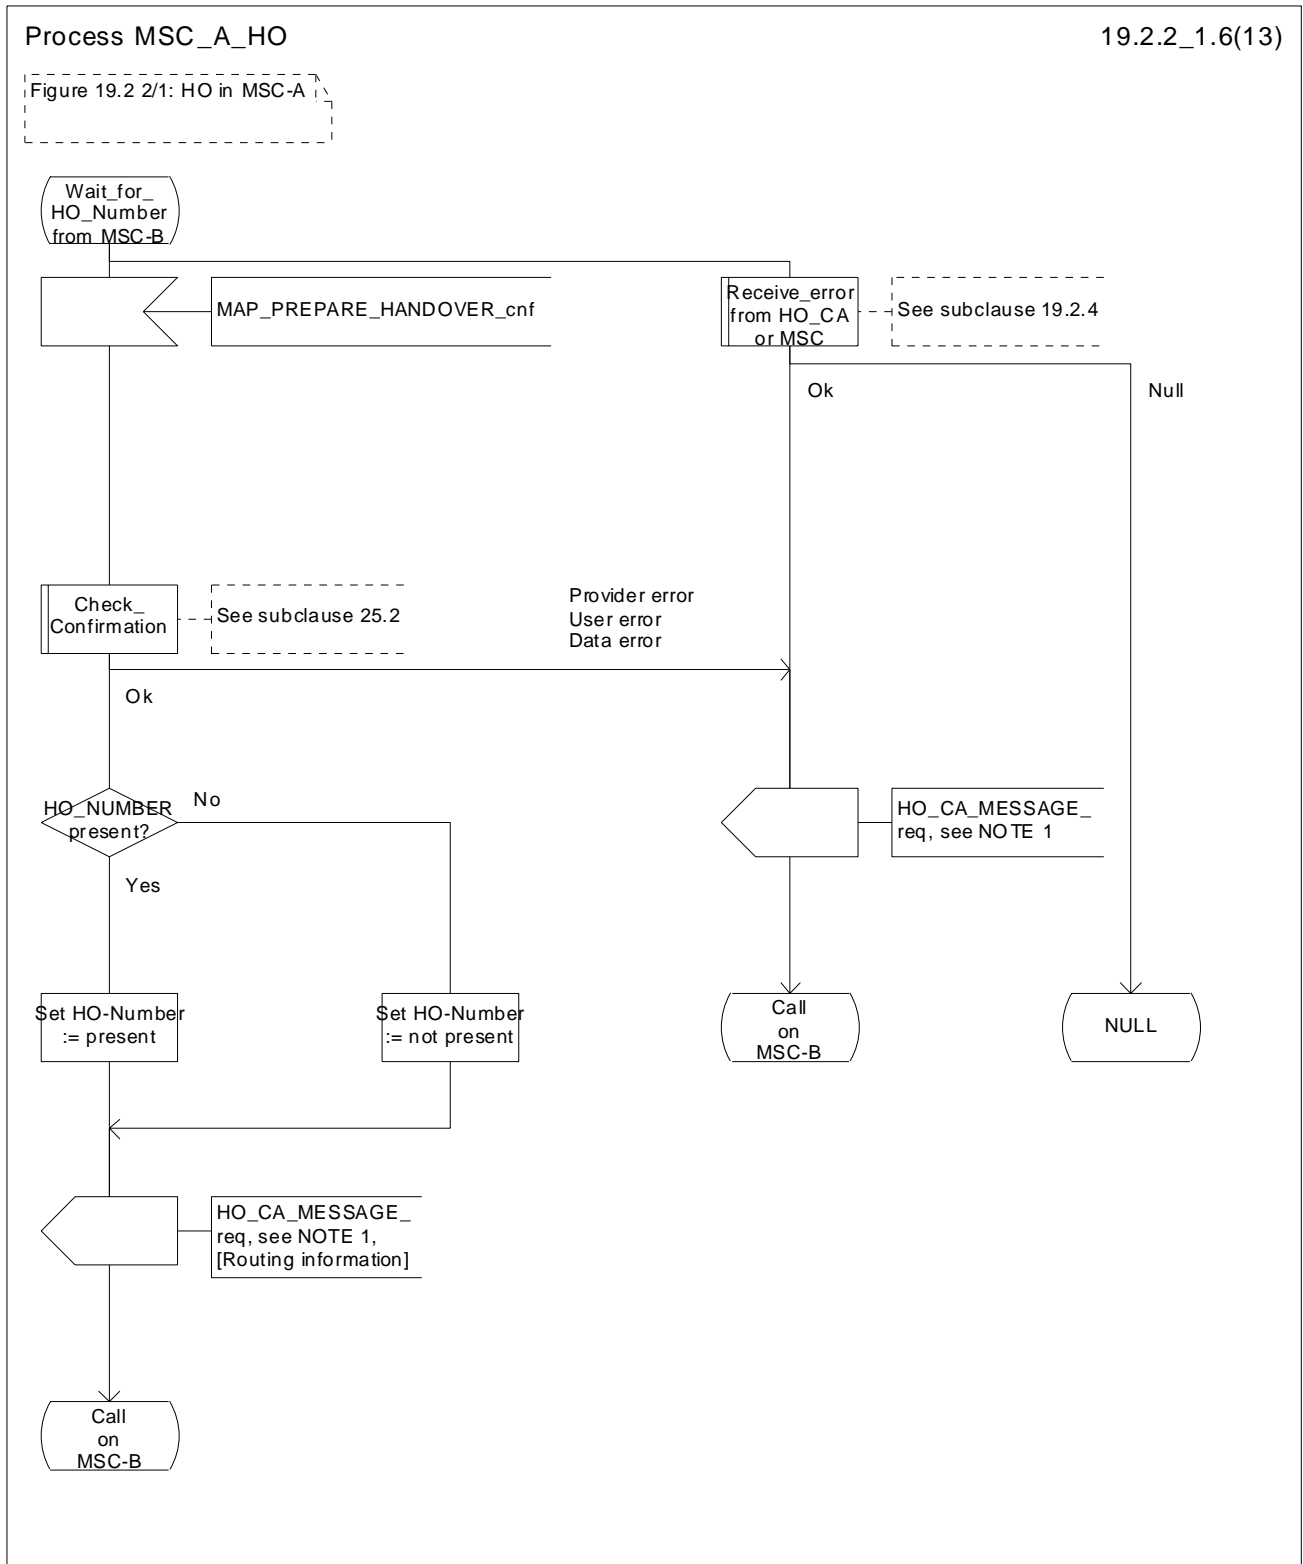 Process MSC_A_HO
19.2.2_1.6(13)
Figure 19.2 2/1: HO in MSC-A
Wait_for_
HO_Number
from MSC-B
MAP_PREPARE_HANDOVER_cnf
Receive_error
from HO_CA
or MSC
See subclause 19.2.4
Ok
Null
Check_
Confirmation
See subclause 25.2
Provider error
User error
Data error
Ok
HO_NUMBER
present?
No
Yes
HO_CA_MESSAGE_
req, see NOTE 1
Set HO-Number
:= present
Set HO-Number
:= not present
Call
on
MSC-B
NULL
HO_CA_MESSAGE_
req, see NOTE 1,
[Routing information]
Call
on
MSC-B